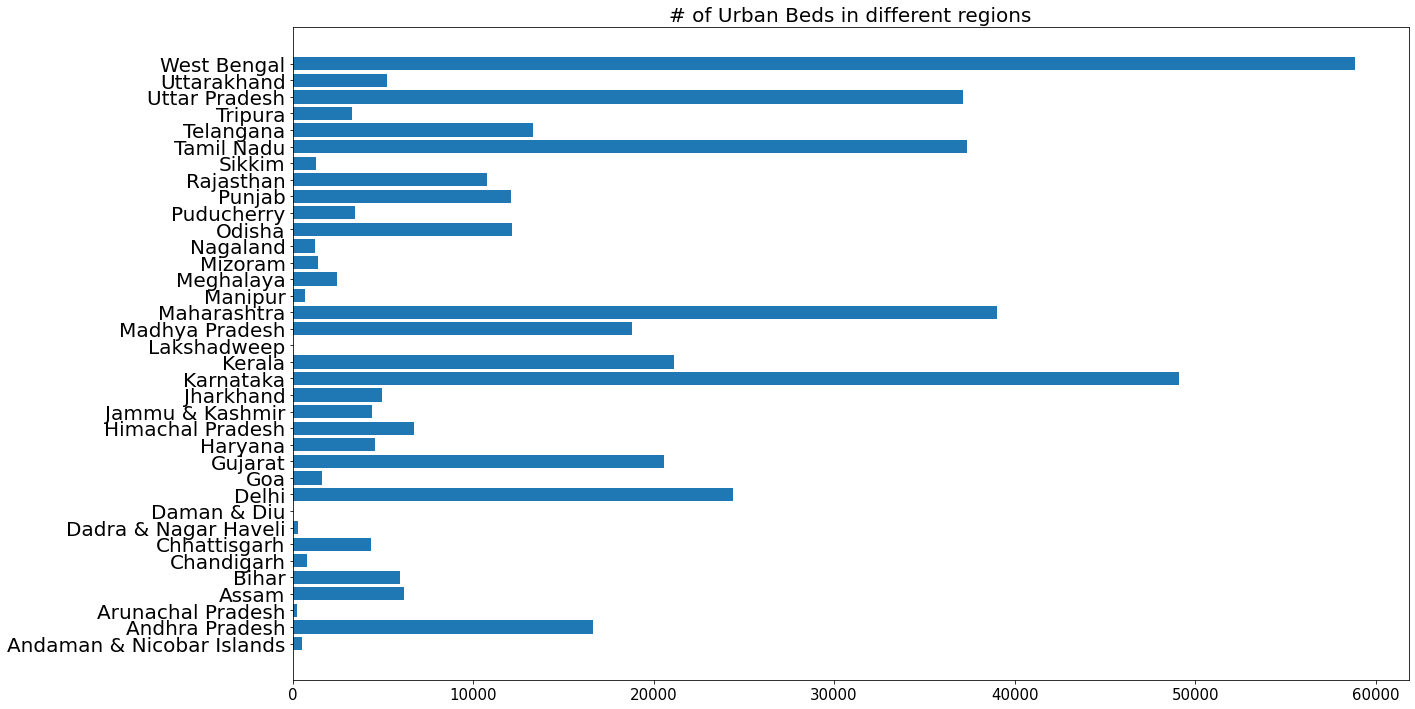 # of Urban Beds in different regions
West Bengal
Uttarakhand
Uttar Pradesh
Tripura
Telangana
Tamil Nadu
Sikkim
Rajasthan
Punjab
Puducherry
Odisha
Nagaland
Mizoram
Meghalaya
Manipur
Maharashtra
Madhya Pradesh
Lakshadweep
Kerala
Karnataka
Jharkhand
Jammu & Kashmir
Himachal Pradesh
Haryana
Gujarat
Goa
Delhi
Daman & Diu
Dadra & Nagar Haveli
Chhattisgarh
Chandigarh
Bihar
Assam
Arunachal Pradesh
Andhra Pradesh
Andaman & Nicobar Islands
0 10000 20000 30000 40000 50000 60000